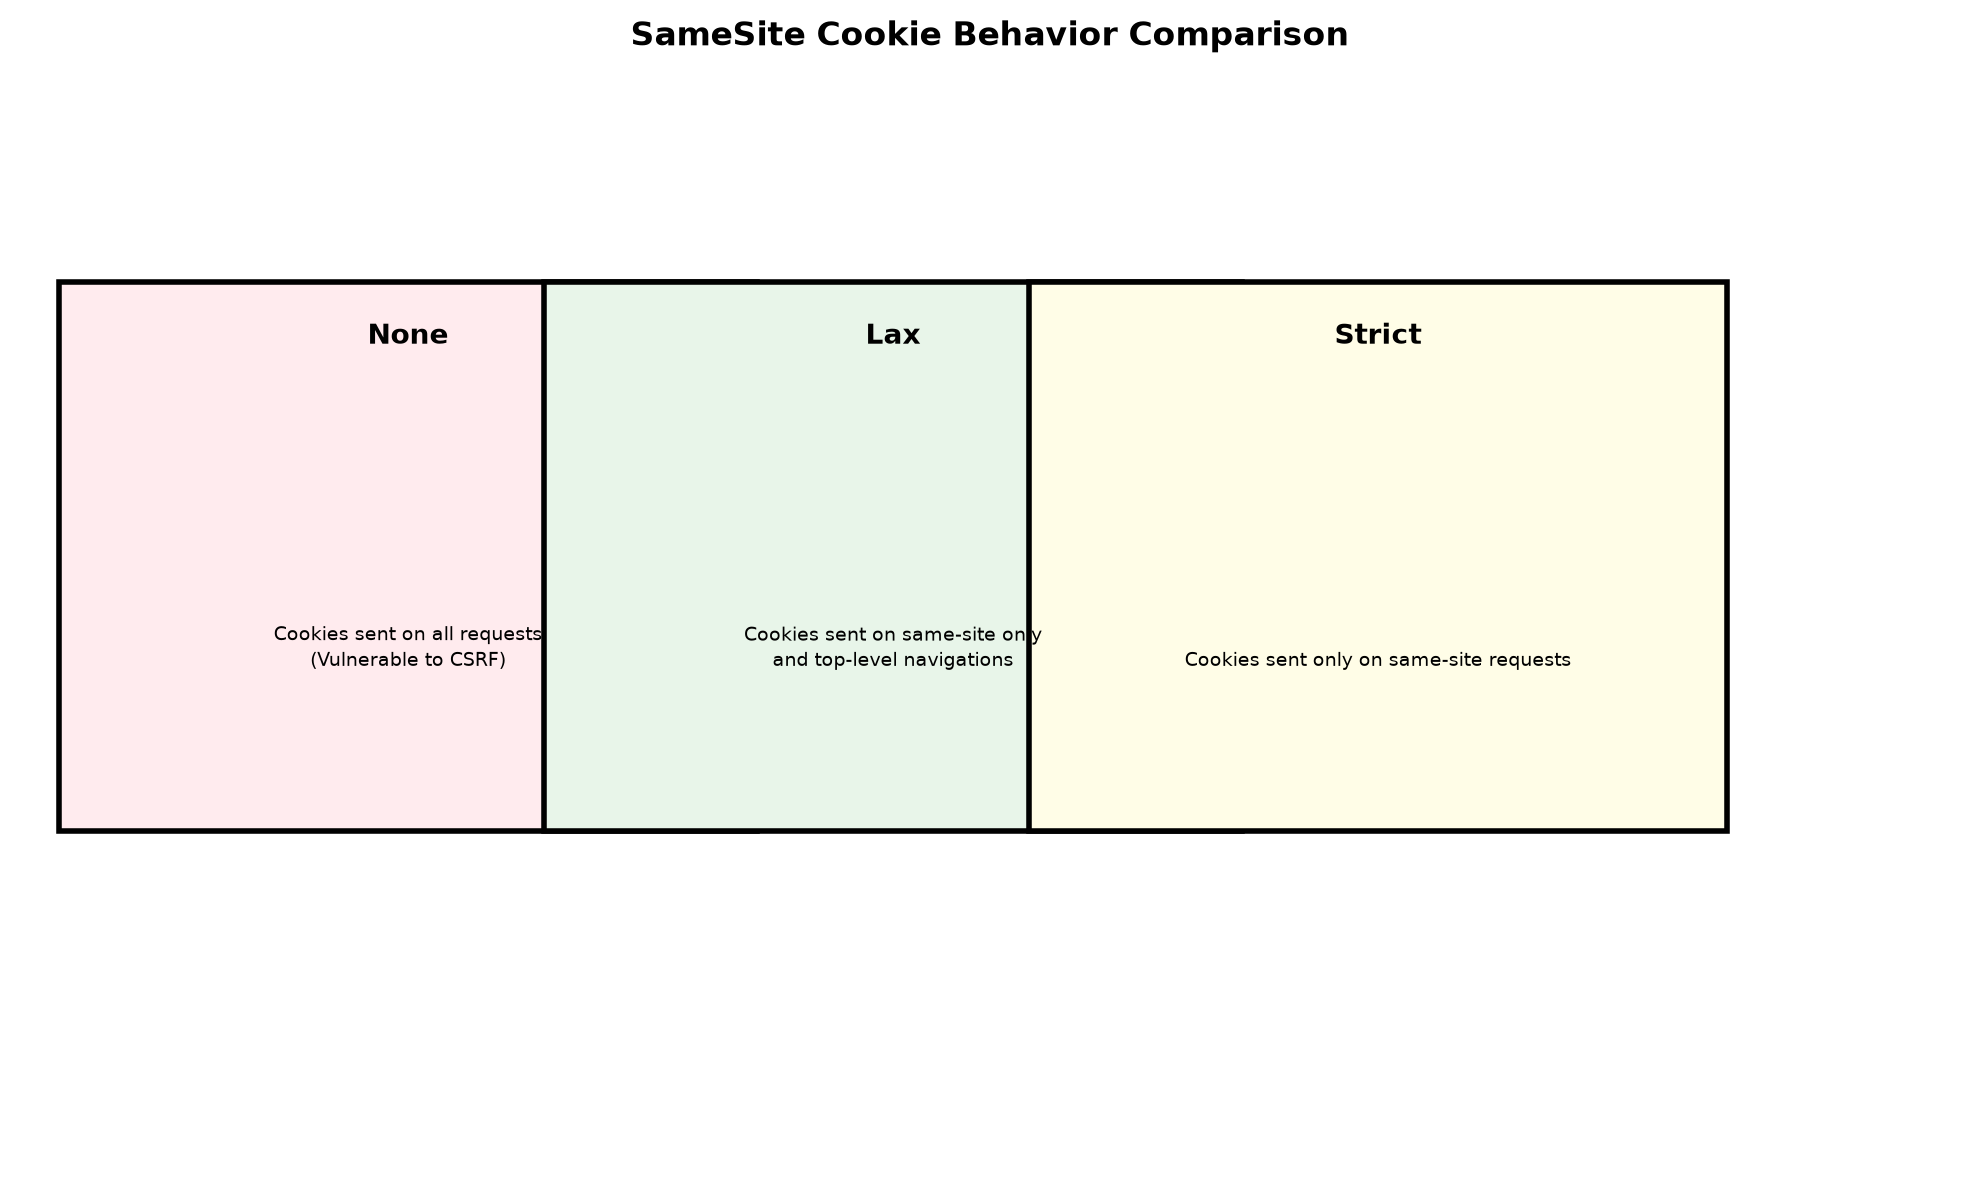 SameSite Cookie Behavior Comparison
None
Cookies sent on all requests
(Vulnerable to CSRF)
Lax
Cookies sent on same-site only
and top-level navigations
Strict
Cookies sent only on same-site requests